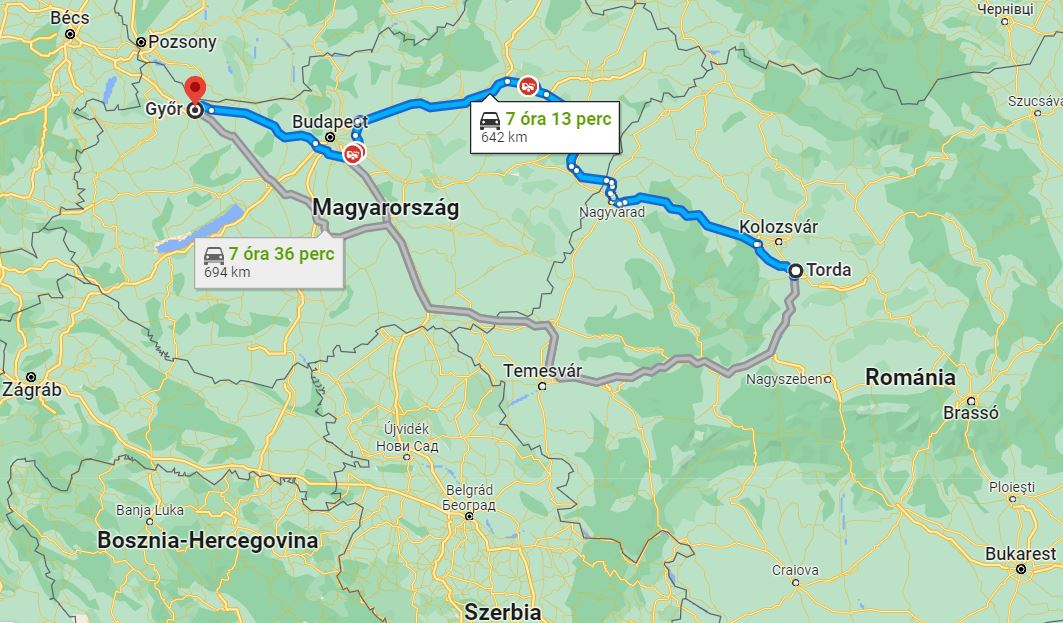 Bécs
Pozsony
Чернівці
Győr
Budapest
7 óra 13 perc
642 km
Suceava
Magyarország
Nagyvárad
Kolozsvár
7 óra 36 perc
694 km
Torda
Temesvár
Nagyszeben
Románia
Zágráb
Brassó
Újvidék
Нови Сад
Belgrád
Београд
Ploiești
Banja Luka
Bosznia-Hercegovina
Bukarest
Craiova
Szerbia